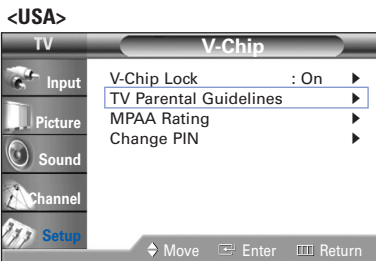 <USA>
TV
V-Chip
Input
V-Chip Lock : On
TV Parental Guidelines
Picture
MPAA Rating
Change PIN
Sound
Channel
Setup
Move Enter Return